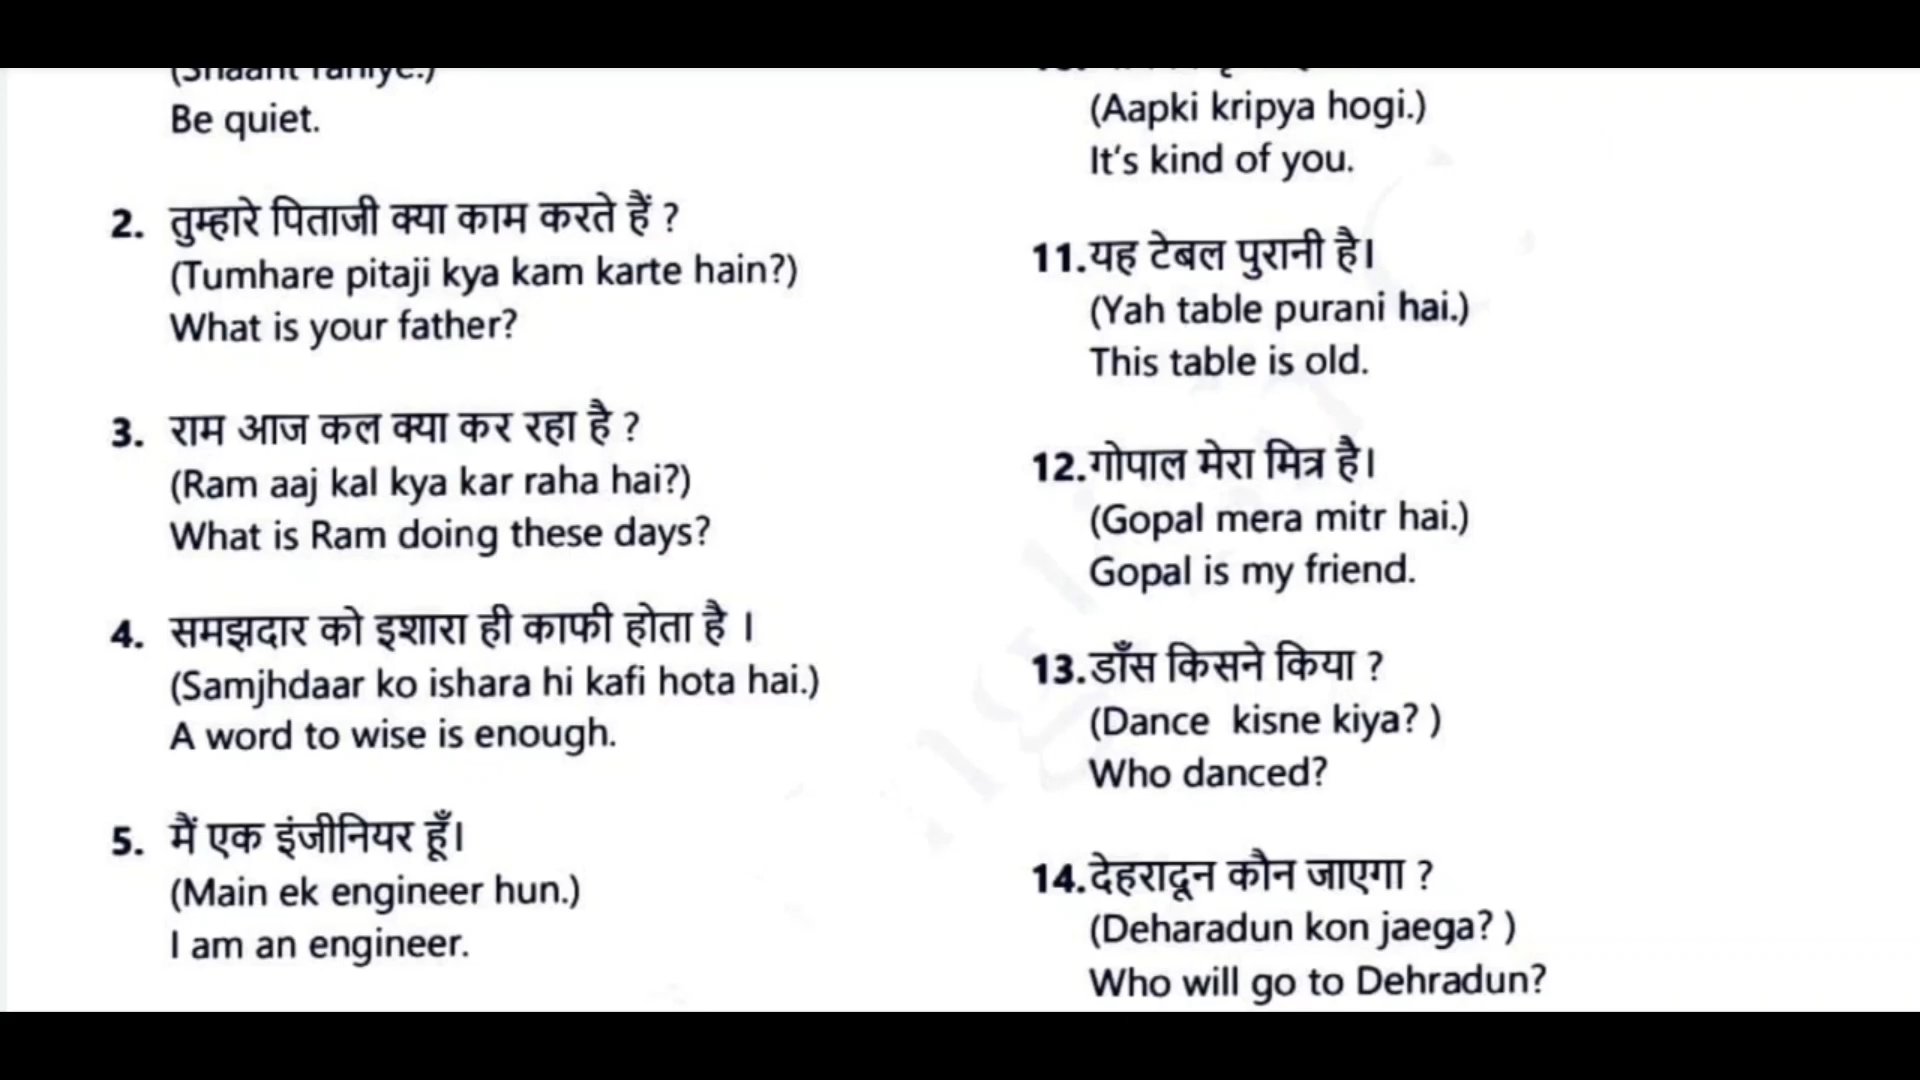 Be quiet.
2. तुम्हारे पिताजी क्या काम करते हैं ?
(Tumhare pitaji kya kam karte hain?)
What is your father?
3. राम आज कल क्या कर रहा है ?
(Ram aaj kal kya kar raha hai?)
What is Ram doing these days?
4. समझदार को इशारा ही काफी होता है ।
(Samjhdaar ko ishara hi kafi hota hai.)
A word to wise is enough.
5. मैं एक इंजीनियर हूँ।
(Main ek engineer hun.)
I am an engineer.
(Aapki kripya hogi.)
It's kind of you.
11. यह टेबल पुरानी है।
(Yah table purani hai.)
This table is old.
12. गोपाल मेरा मित्र है।
(Gopal mera mitr hai.)
Gopal is my friend.
13. डाँस किसने किया ?
(Dance kisne kiya? )
Who danced?
14. देहरादून कौन जाएगा ?
(Deharadun kon jaega? )
Who will go to Dehradun?